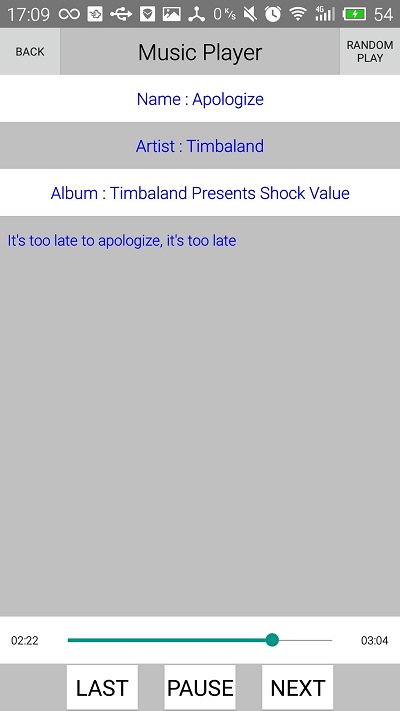 17:09 0 K/s 4G 54
BACK Music Player RANDOM PLAY
Name : Apologize
Artist : Timbaland
Album : Timbaland Presents Shock Value
It's too late to apologize, it's too late
02:22 03:04
LAST PAUSE NEXT